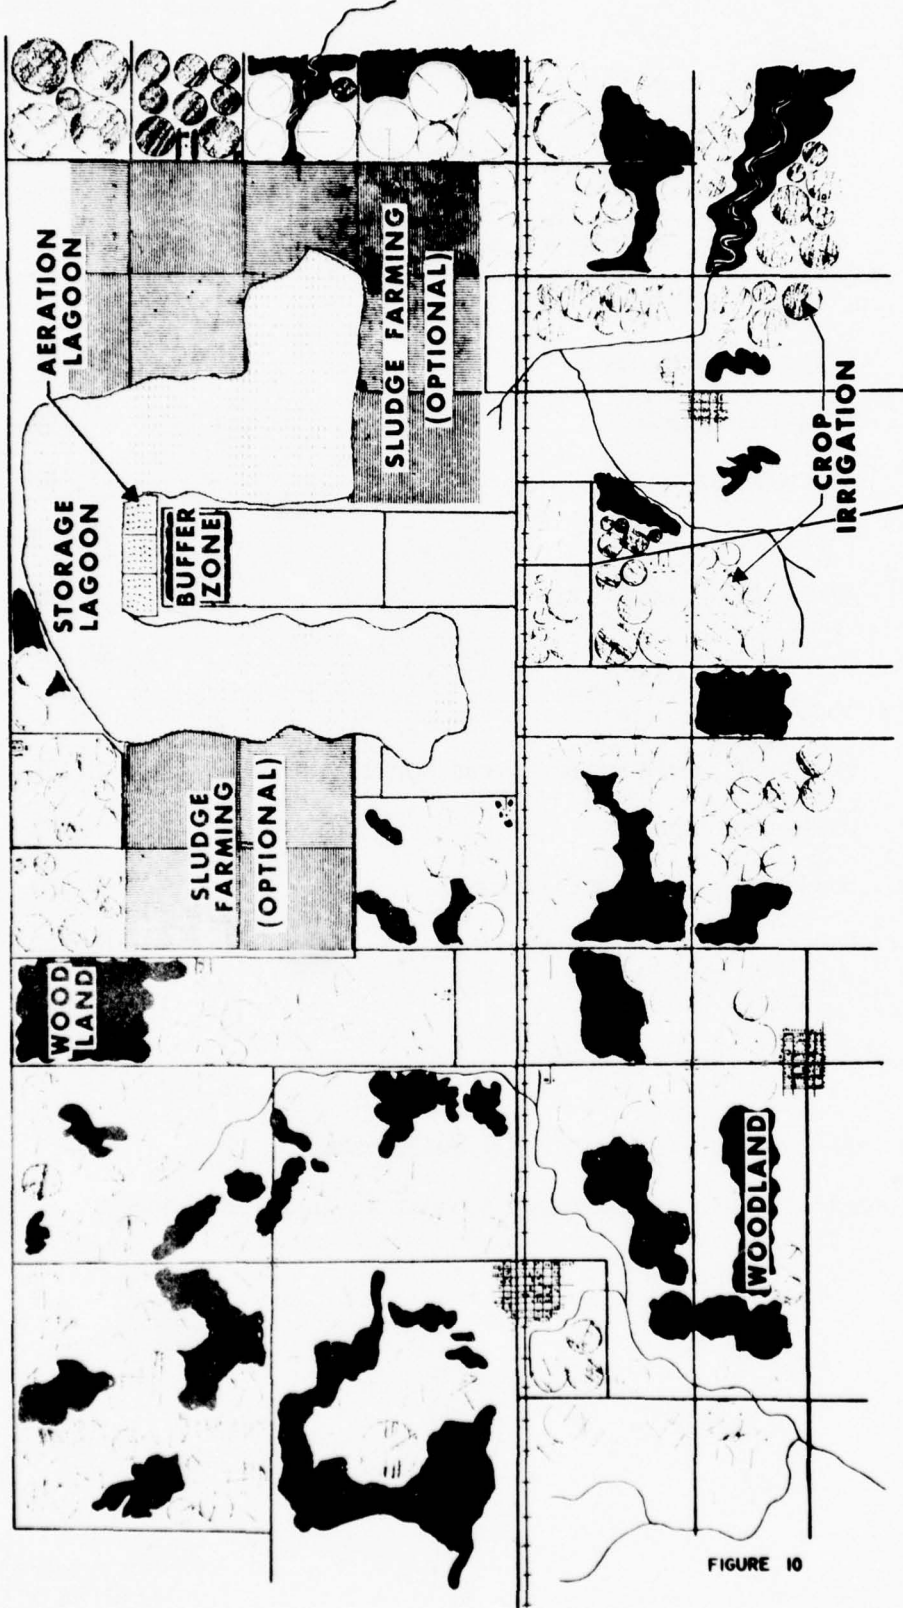 AERATION
LAGOON
STORAGE
LAGOON
BUFFER
ZONE
SLUDGE FARMING
(OPTIONAL)
CROP
IRRIGATION
SLUDGE
FARMING
(OPTIONAL)
WOOD
LAND
WOODLAND
FIGURE 10